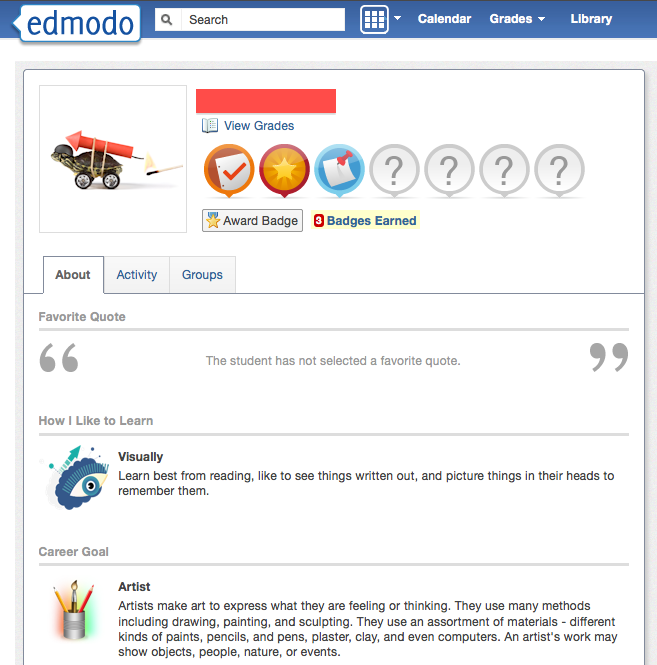 edmodo
Search
Calendar
Grades
Library
View Grades
? ? ? ?
Award Badge
3 Badges Earned
About
Activity
Groups
Favorite Quote
“ The student has not selected a favorite quote. ”
How I Like to Learn
Visually
Learn best from reading, like to see things written out, and picture things in their heads to
remember them.
Career Goal
Artist
Artists make art to express what they are feeling or thinking. They use many methods
including drawing, painting, and sculpting. They use an assortment of materials - different
kinds of paints, pencils, and pens, plaster, clay, and even computers. An artist's work may
show objects, people, nature, or events.